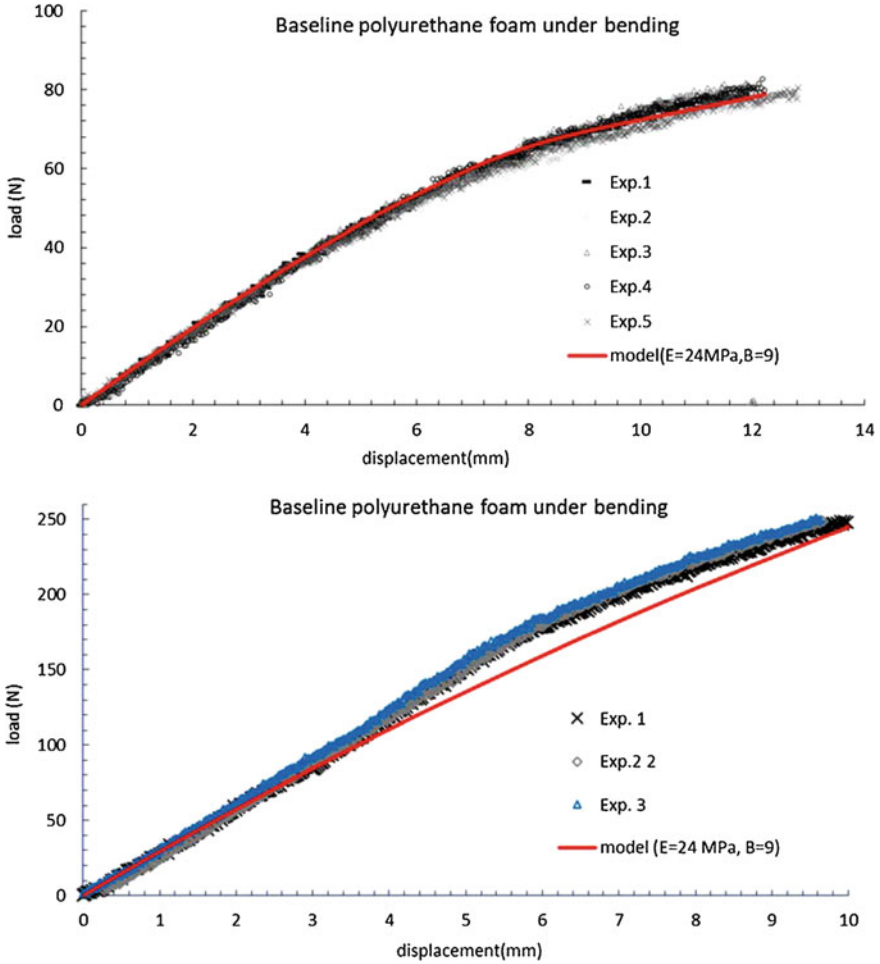 Baseline polyurethane foam under bending
100
80
60
40
20
0
load (N)
Exp.1
Exp.2
Exp.3
Exp.4
Exp.5
model(E=24MPa,B=9)
0 2 4 6 8 10 12 14
displacement(mm)
Baseline polyurethane foam under bending
250
200
150
100
50
0
load (N)
Exp. 1
Exp.2 2
Exp. 3
model (E=24 MPa, B=9)
0 1 2 3 4 5 6 7 8 9 10
displacement(mm)